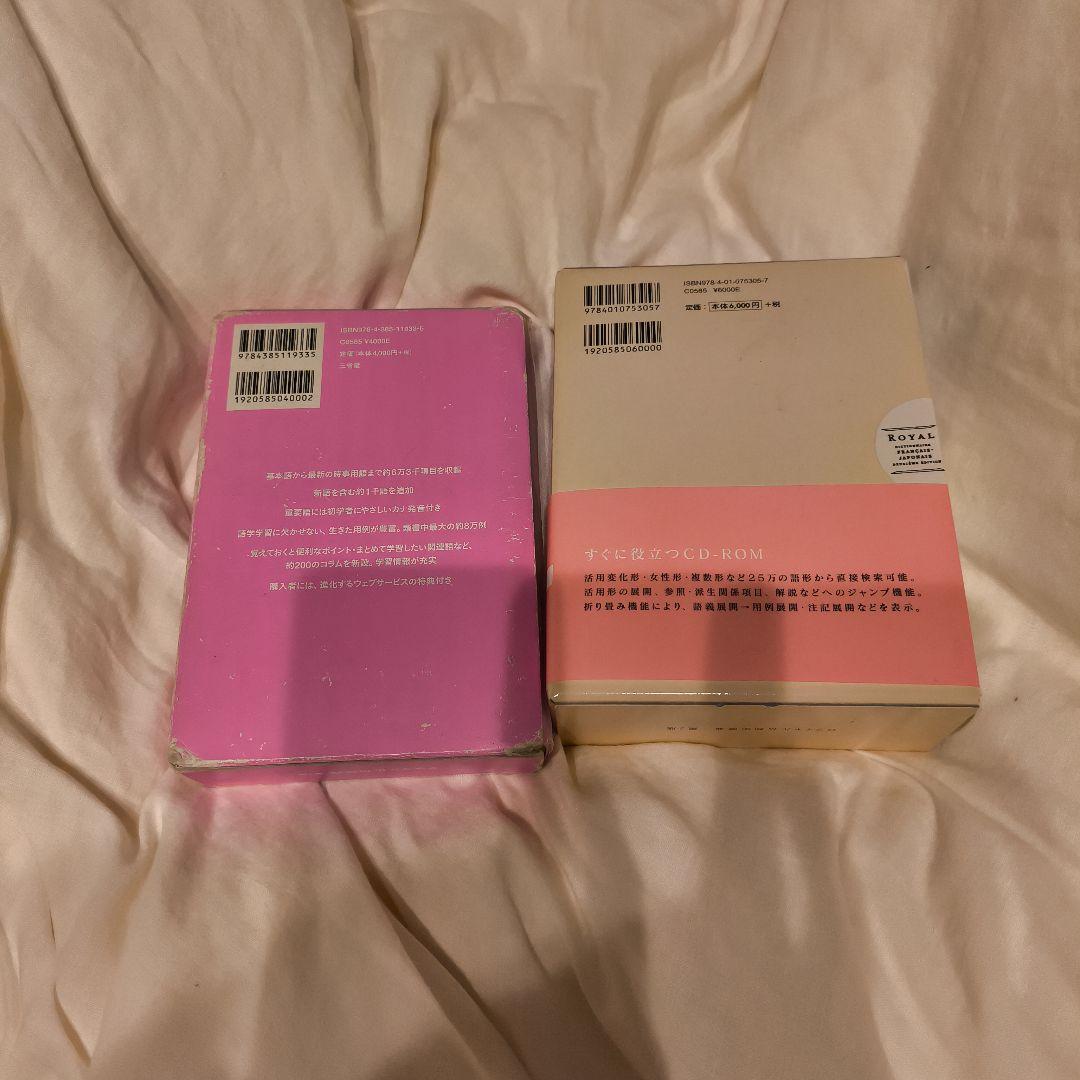 ISBN978-4-385-11933-5
C0585 ¥4000E
定価(本体4,000円+税)
三省堂
9784385119335
1920585040002
基本語から最新の時事用語まで約6万3千項目を収録
新語を含む約1千語を追加
重要語には初学者にやさしいカナ発音付き
語学学習に欠かせない、生きた用例が豊富。類書中最大の約8万例
覚えておくと便利なポイント・まとめて学習したい関連語など、
約200のコラムを新設。学習情報が充実
購入者には、進化するウェブサービスの特典付き
ISBN978-4-01-075305-7
C0585 ¥6000E
定価：本体6,000円+税
9784010753057
1920585060000
ROYAL
DICTIONNAIRE
FRANÇAIS-
JAPONAIS
DEUXIÈME ÉDITION
すぐに役立つCD-ROM
活用変化形・女性形・複数形など25万の語形から直接検索可能。
活用形の展開、参照・派生関係項目、解説などへのジャンプ機能。
折り畳み機能により、語義展開→用例展開・注記展開などを表示。